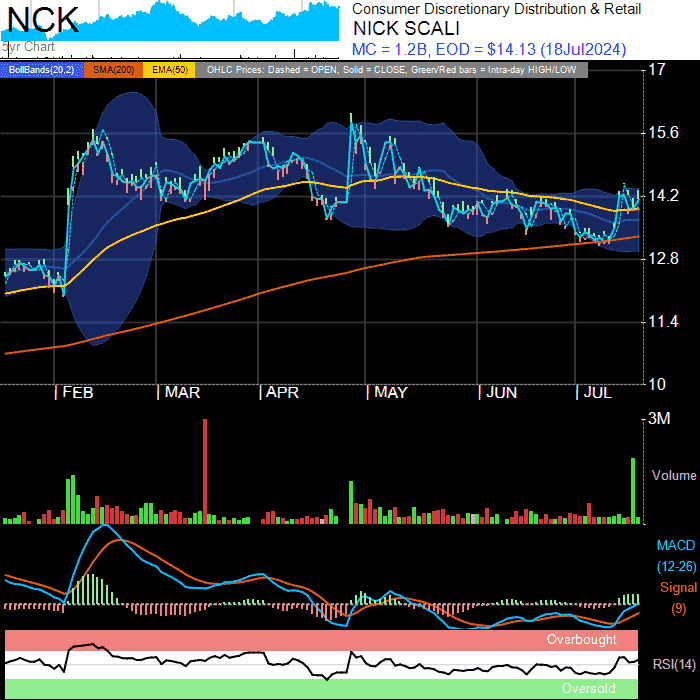 NCK
5yr Chart
Consumer Discretionary Distribution & Retail
NICK SCALI
MC = 1.2B, EOD = $14.13 (18Jul2024)
BollBands(20,2) SMA(200) EMA(50) OHLC Prices: Dashed = OPEN, Solid = CLOSE, Green/Red bars = Intra-day HIGH/LOW
17
15.6
14.2
12.8
11.4
10
| FEB | MAR | APR | MAY | JUN | JUL
3M
Volume
MACD
(12-26)
Signal
(9)
Overbought
RSI(14)
Oversold